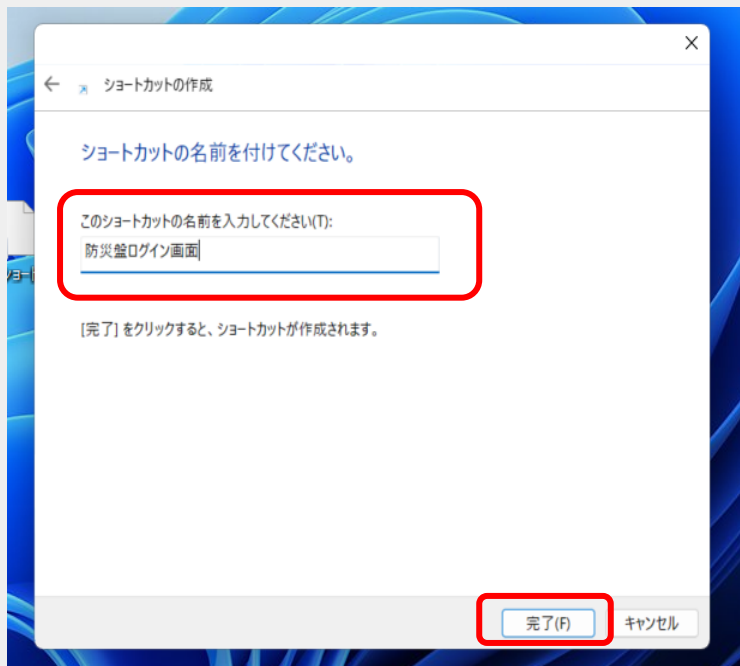 ショートカットの作成
ショートカットの名前を付けてください。
このショートカットの名前を入力してください(T):
防災盤ログイン画面
[完了] をクリックすると、ショートカットが作成されます。
完了(F)
キャンセル